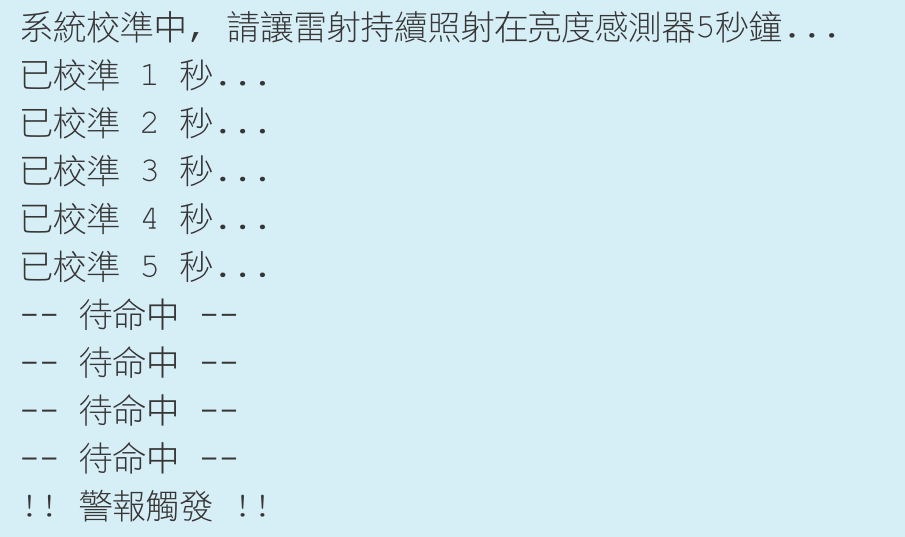 系統校準中, 請讓雷射持續照射在亮度感測器5秒鐘...
已校準 1 秒...
已校準 2 秒...
已校準 3 秒...
已校準 4 秒...
已校準 5 秒...
-- 待命中 --
-- 待命中 --
-- 待命中 --
-- 待命中 --
!! 警報觸發 !!